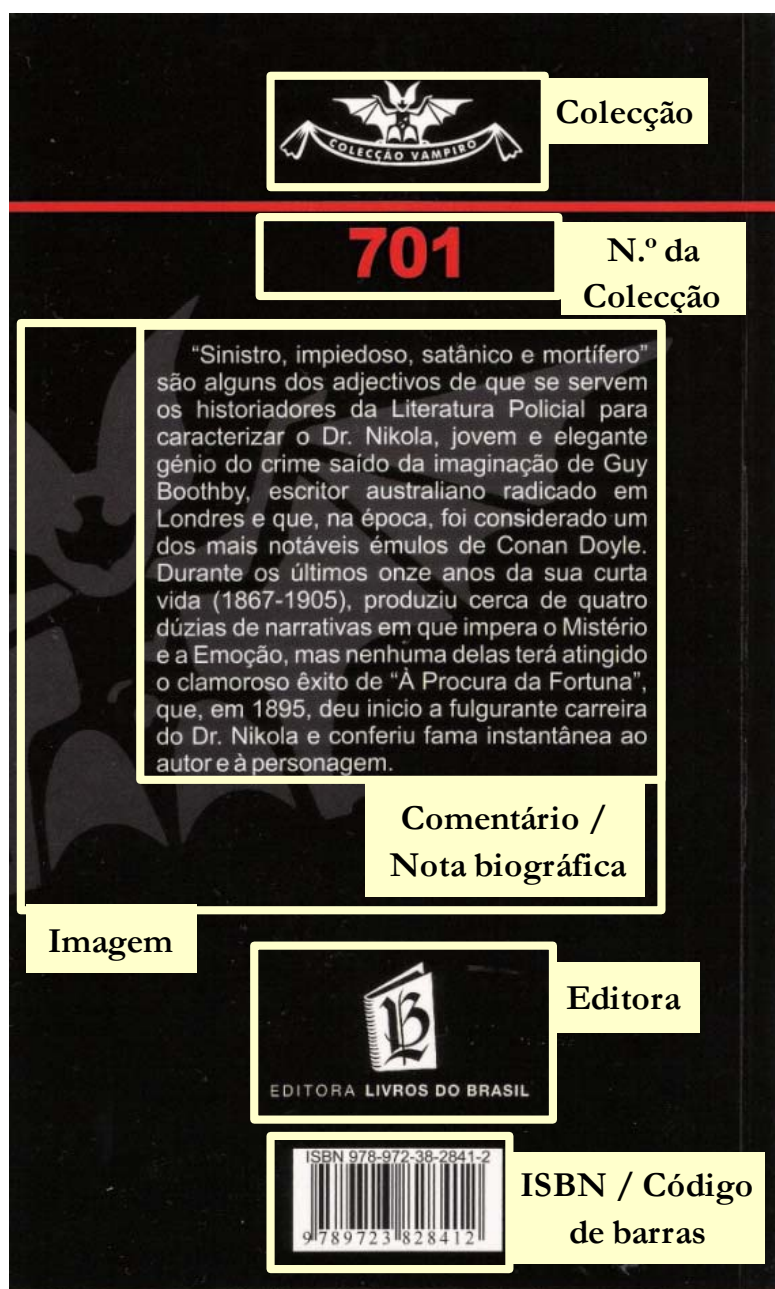 COLECÇÃO VAMPIRO
Colecção
701
N.º da
Colecção
“Sinistro, impiedoso, satânico e mortífero”
são alguns dos adjectivos de que se servem
os historiadores da Literatura Policial para
caracterizar o Dr. Nikola, jovem e elegante
génio do crime saído da imaginação de Guy
Boothby, escritor australiano radicado em
Londres e que, na época, foi considerado um
dos mais notáveis émulos de Conan Doyle.
Durante os últimos onze anos da sua curta
vida (1867-1905), produziu cerca de quatro
dúzias de narrativas em que impera o Mistério
e a Emoção, mas nenhuma delas terá atingido
o clamoroso êxito de “À Procura da Fortuna”,
que, em 1895, deu inicio a fulgurante carreira
do Dr. Nikola e conferiu fama instantânea ao
autor e à personagem.
Comentário /
Nota biográfica
Imagem
B
Editora
EDITORA LIVROS DO BRASIL
ISBN 978-972-38-2841-2
9 789723 828412
ISBN / Código
de barras